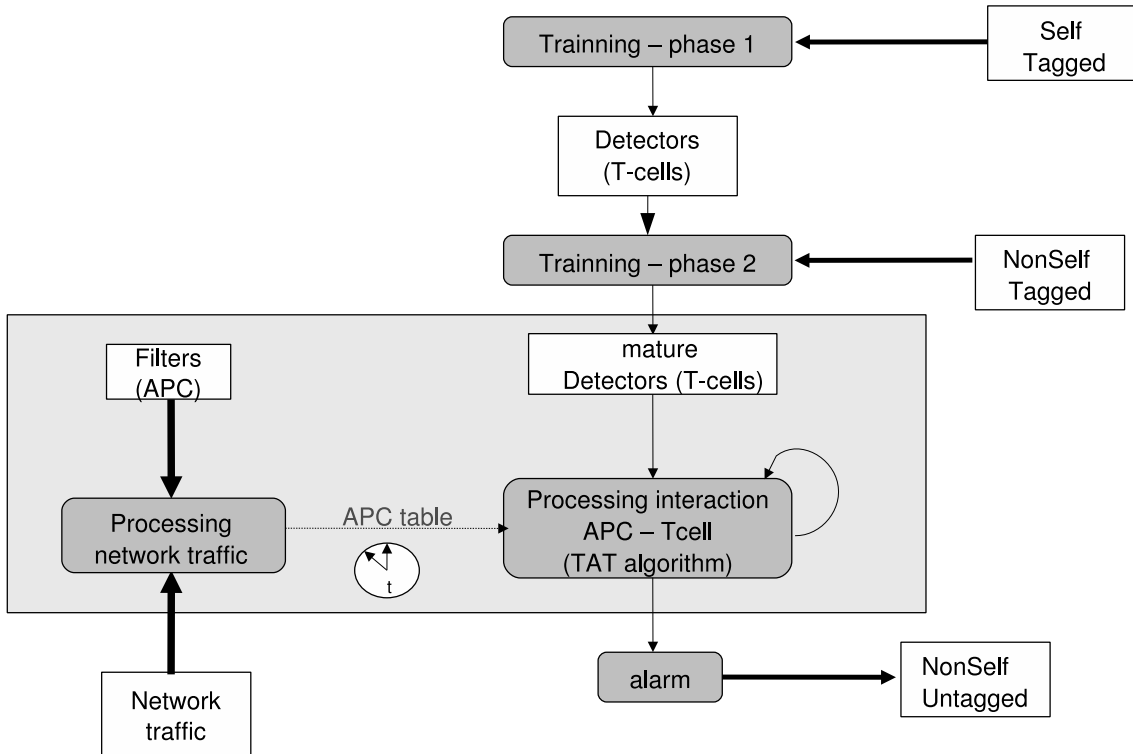 Trainning – phase 1
Self
Tagged
Detectors
(T-cells)
Trainning – phase 2
NonSelf
Tagged
Filters
(APC)
mature
Detectors (T-cells)
Processing
network traffic
APC table
t
Processing interaction
APC – Tcell
(TAT algorithm)
alarm
NonSelf
Untagged
Network
traffic